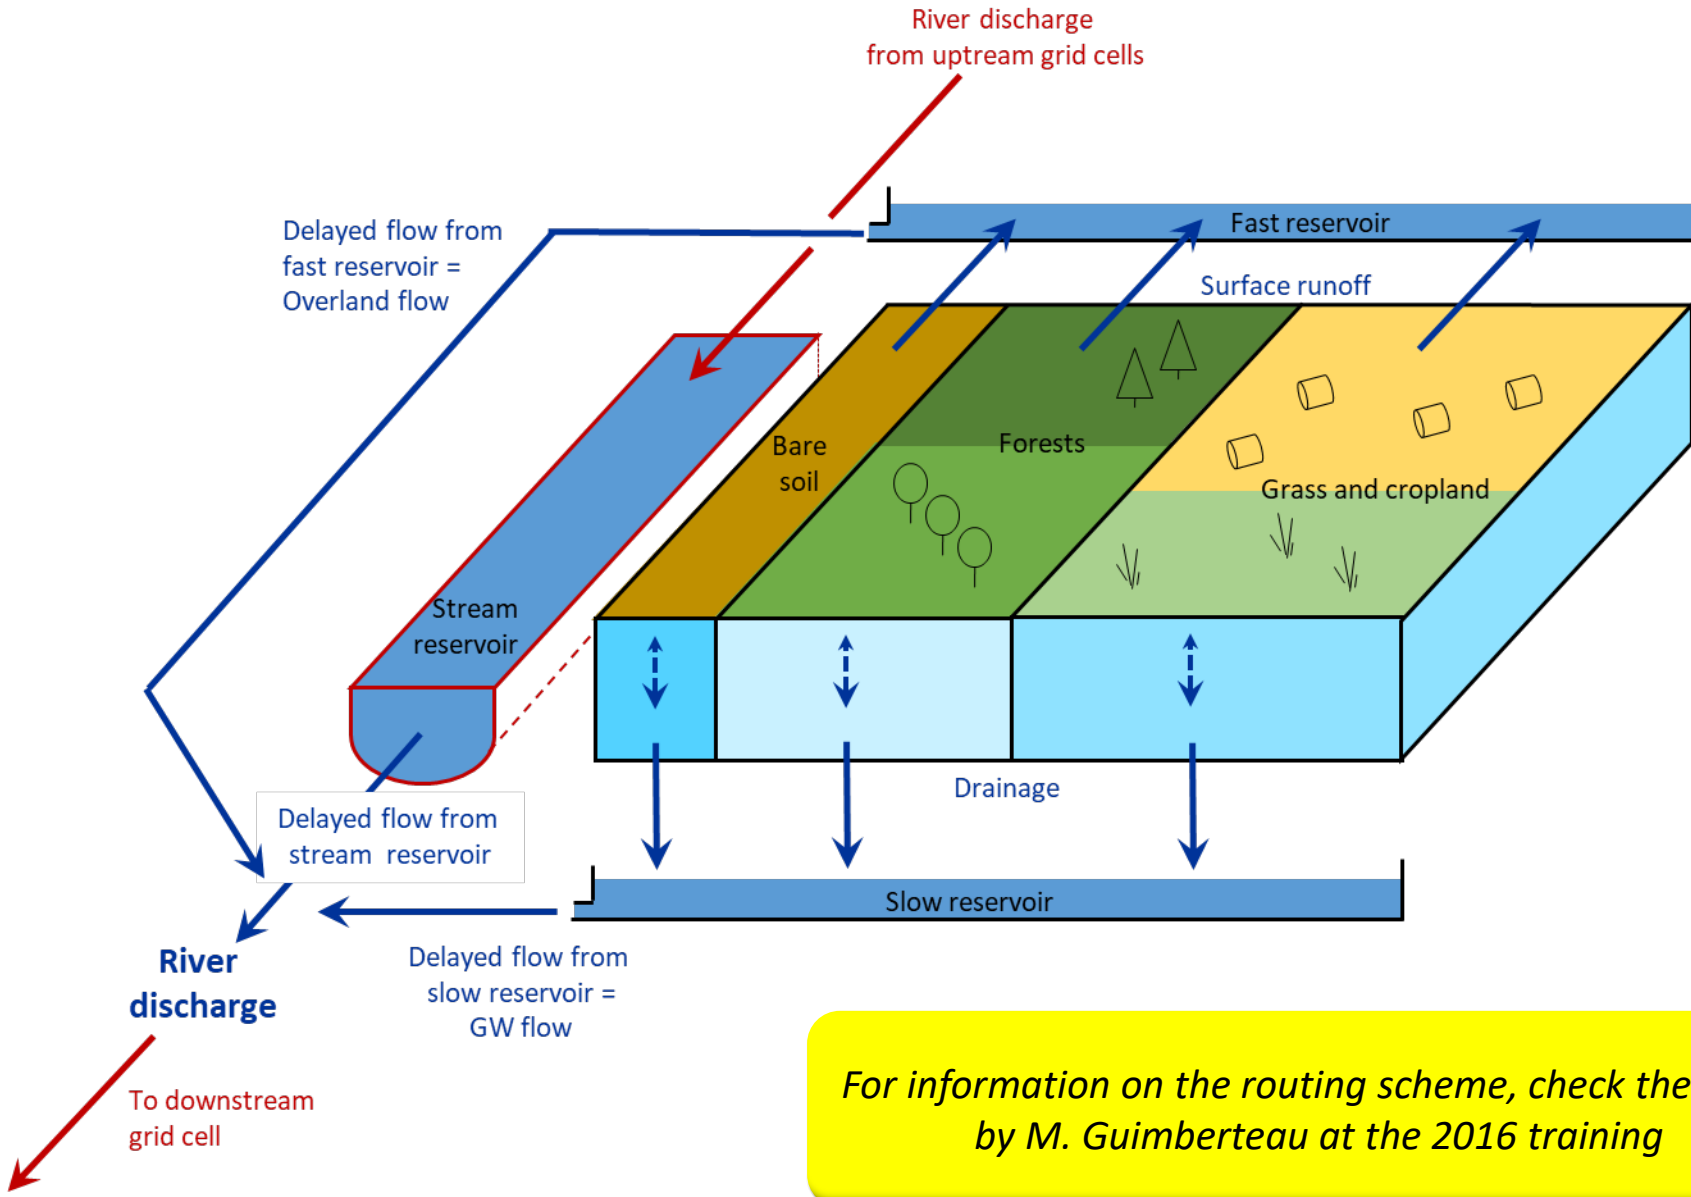 River discharge
from uptream grid cells
Delayed flow from
fast reservoir =
Overland flow
Fast reservoir
Surface runoff
Bare
soil
Forests
Grass and cropland
Stream
reservoir
Drainage
Delayed flow from
stream reservoir
Slow reservoir
River
discharge
Delayed flow from
slow reservoir =
GW flow
To downstream
grid cell
For information on the routing scheme, check the
by M. Guimberteau at the 2016 training